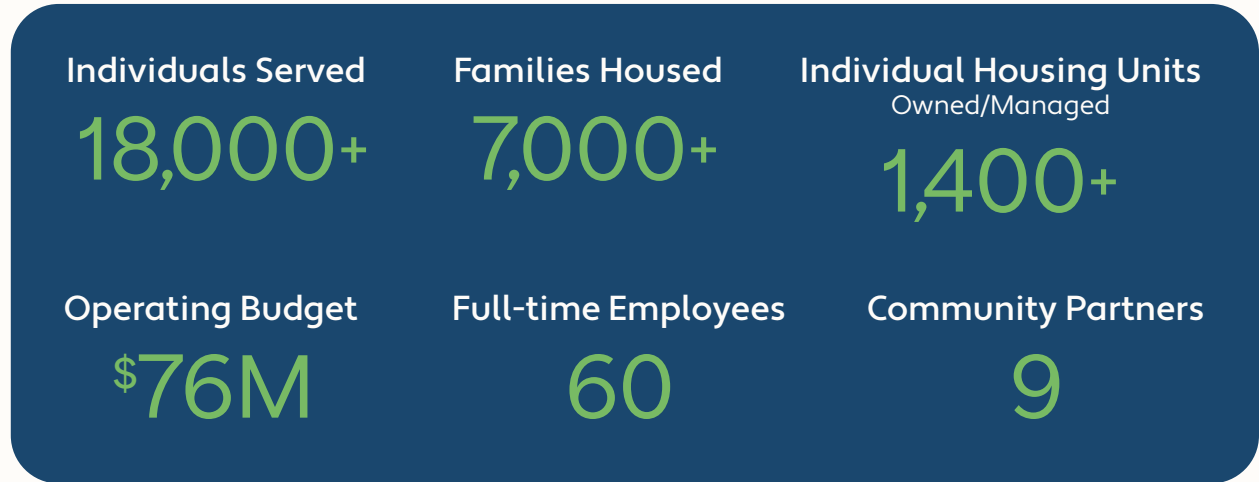 Individuals Served
18,000+
Families Housed
7,000+
Individual Housing Units
Owned/Managed
1,400+
Operating Budget
$76M
Full-time Employees
60
Community Partners
9